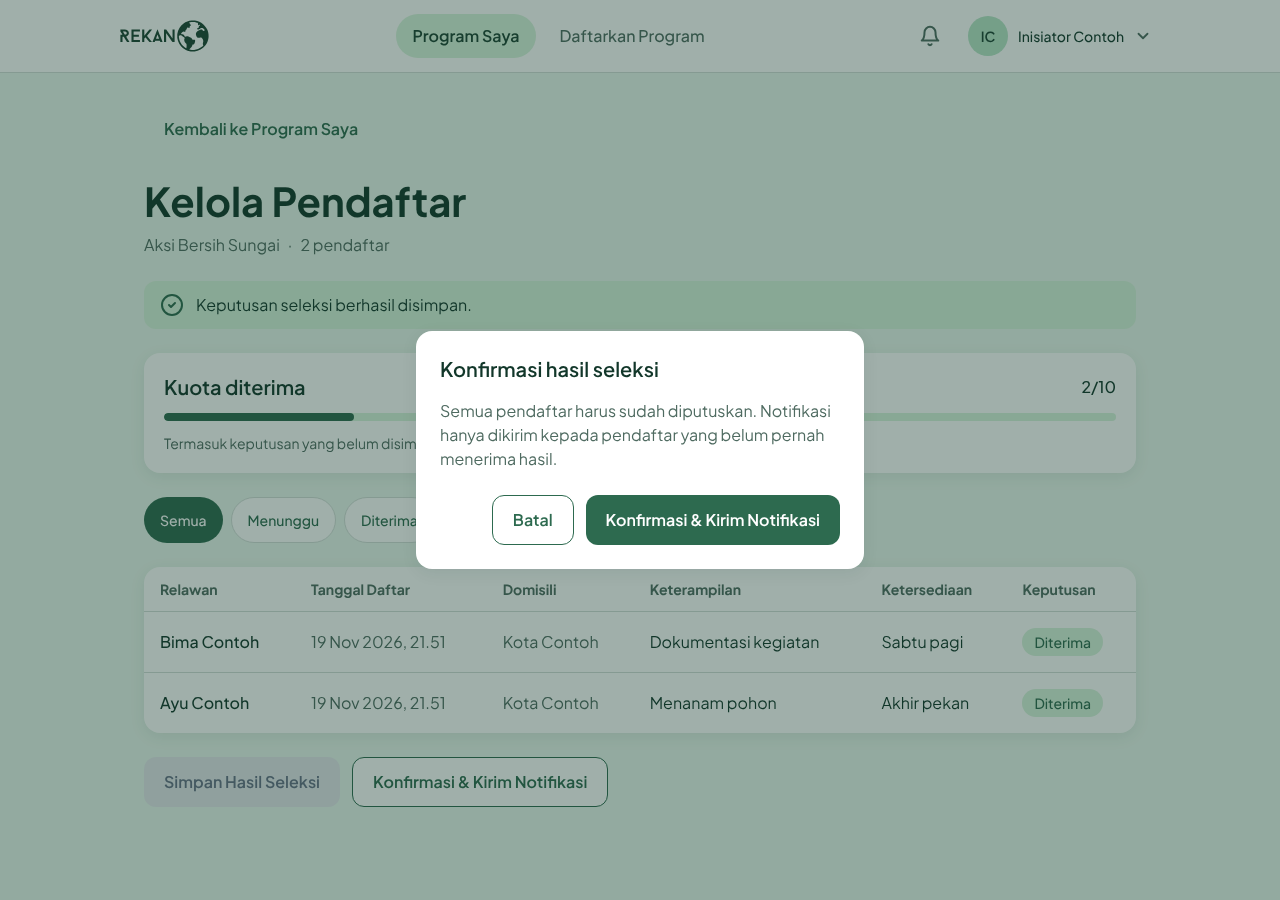 REKAN
Program Saya
Daftarkan Program
IC
Inisiator Contoh
Kembali ke Program Saya
Kelola Pendaftar
Aksi Bersih Sungai · 2 pendaftar
Keputusan seleksi berhasil disimpan.
Kuota diterima
2/10
Termasuk keputusan yang belum disim
Konfirmasi hasil seleksi
Semua pendaftar harus sudah diputuskan. Notifikasi
hanya dikirim kepada pendaftar yang belum pernah
menerima hasil.
Batal
Konfirmasi & Kirim Notifikasi
Semua
Menunggu
Diterima
Relawan Tanggal Daftar Domisili Keterampilan Ketersediaan Keputusan
Bima Contoh 19 Nov 2026, 21.51 Kota Contoh Dokumentasi kegiatan Sabtu pagi Diterima
Ayu Contoh 19 Nov 2026, 21.51 Kota Contoh Menanam pohon Akhir pekan Diterima
Simpan Hasil Seleksi
Konfirmasi & Kirim Notifikasi